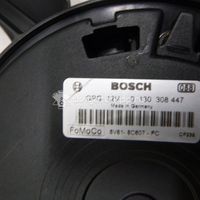 BOSCH
GPG 12V 0 130 308 447
Made in Germany
FoMoCo 8V61-8C607-FC